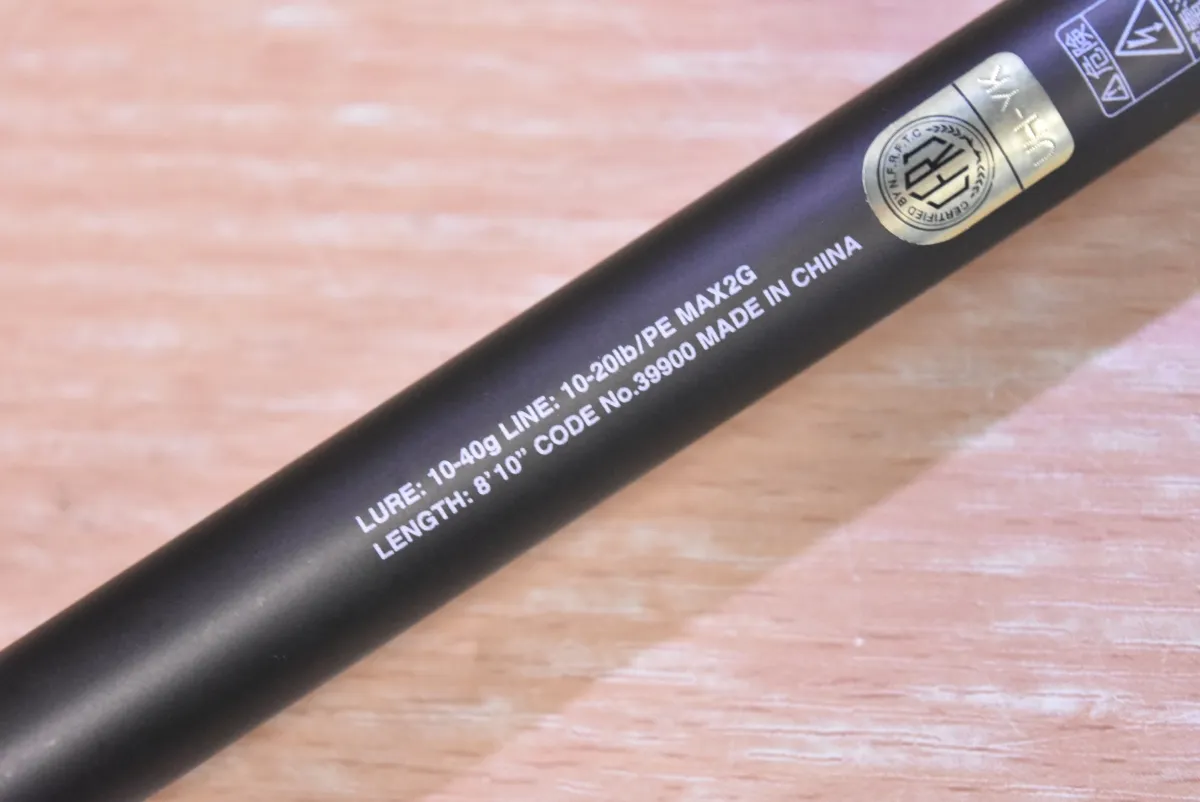 LURE: 10-40g LINE: 10-20lb/PE MAX2G
LENGTH: 8'10" CODE No.39900 MADE IN CHINA
CERTIFIED BY N.F.R.F.T.C
UH-YK
危険